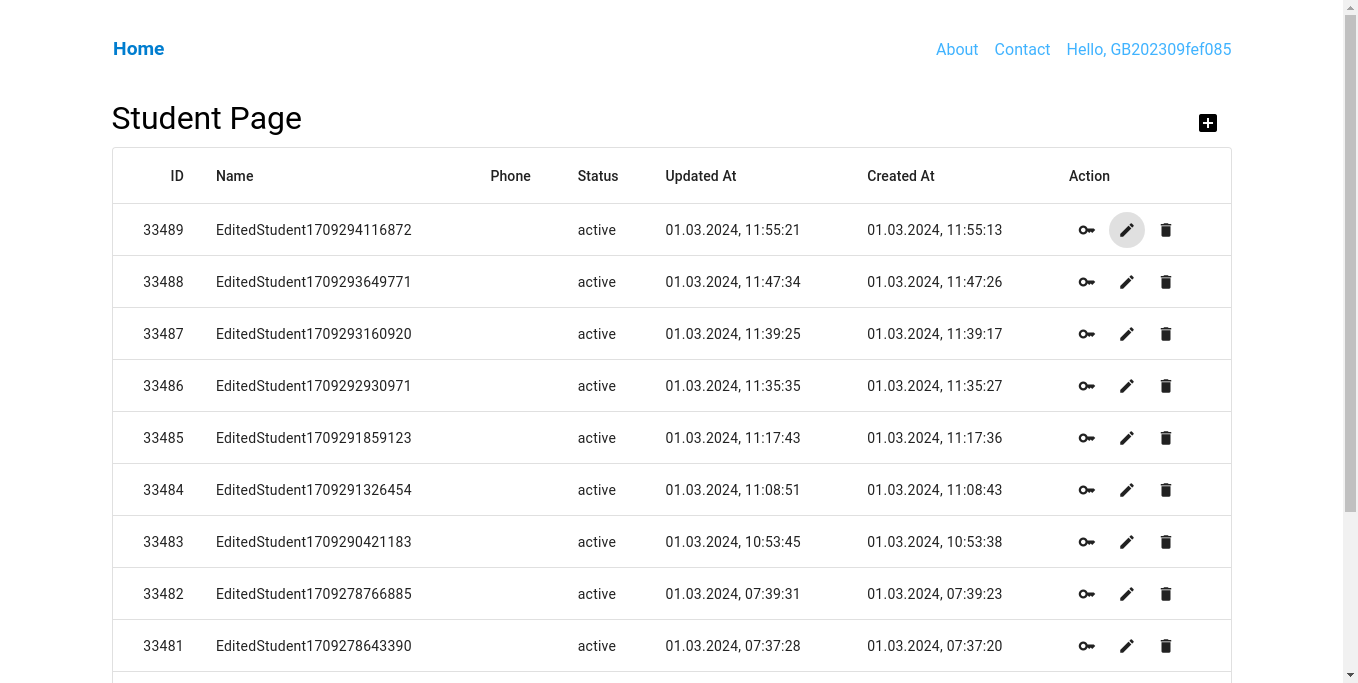 Home About Contact Hello, GB202309fef085
Student Page
ID Name Phone Status Updated At Created At Action
33489 EditedStudent1709294116872 active 01.03.2024, 11:55:21 01.03.2024, 11:55:13
33488 EditedStudent1709293649771 active 01.03.2024, 11:47:34 01.03.2024, 11:47:26
33487 EditedStudent1709293160920 active 01.03.2024, 11:39:25 01.03.2024, 11:39:17
33486 EditedStudent1709292930971 active 01.03.2024, 11:35:35 01.03.2024, 11:35:27
33485 EditedStudent1709291859123 active 01.03.2024, 11:17:43 01.03.2024, 11:17:36
33484 EditedStudent1709291326454 active 01.03.2024, 11:08:51 01.03.2024, 11:08:43
33483 EditedStudent1709290421183 active 01.03.2024, 10:53:45 01.03.2024, 10:53:38
33482 EditedStudent1709278766885 active 01.03.2024, 07:39:31 01.03.2024, 07:39:23
33481 EditedStudent1709278643390 active 01.03.2024, 07:37:28 01.03.2024, 07:37:20